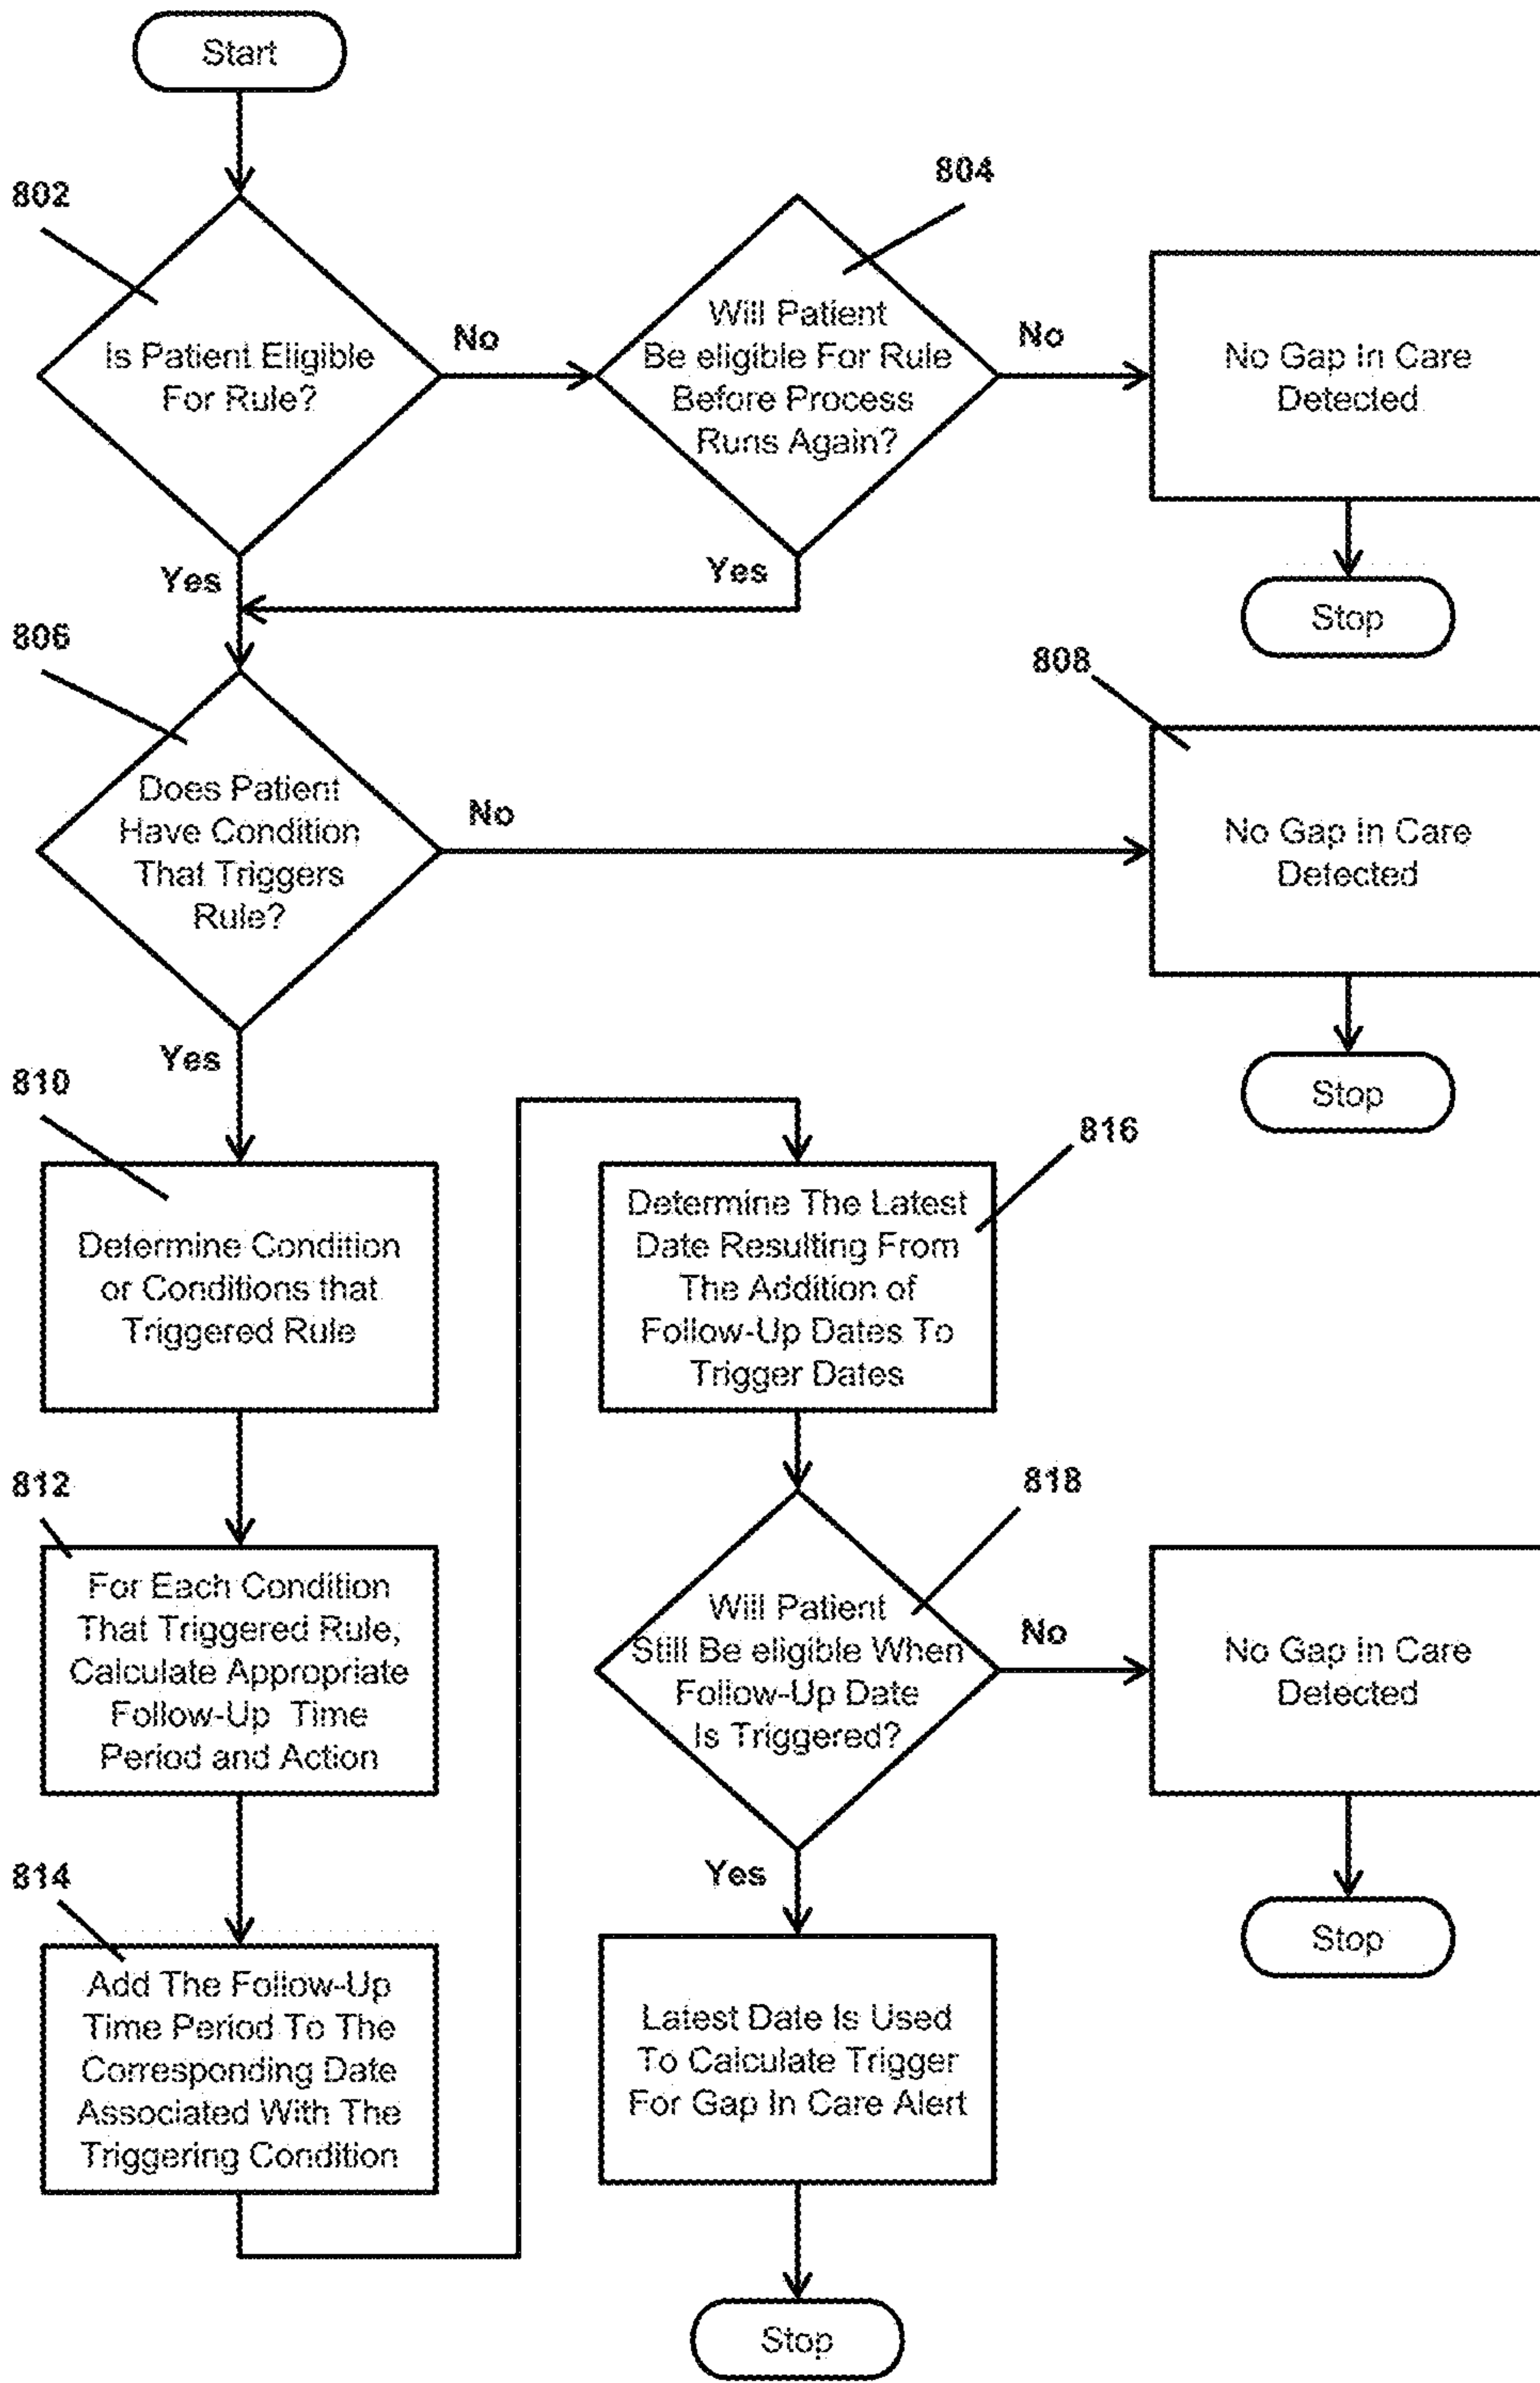 Start
802
804
Is Patient Eligible
For Rule?
No
Will Patient
Be eligible For Rule
Before Process
Runs Again?
No
No Gap In Care
Detected
Yes
Yes
Stop
806
808
Does Patient
Have Condition
That Triggers
Rule?
No
No Gap In Care
Detected
Yes
Stop
810
816
Determine Condition
or Conditions that
Triggered Rule
Determine The Latest
Date Resulting From
The Addition of
Follow-Up Dates To
Trigger Dates
812
818
For Each Condition
That Triggered Rule,
Calculate Appropriate
Follow-Up Time
Period and Action
Will Patient
Still Be eligible When
Follow-Up Date
Is Triggered?
No
No Gap In Care
Detected
Yes
Stop
814
Add The Follow-Up
Time Period To The
Corresponding Date
Associated With The
Triggering Condition
Latest Date Is Used
To Calculate Trigger
For Gap In Care Alert
Stop